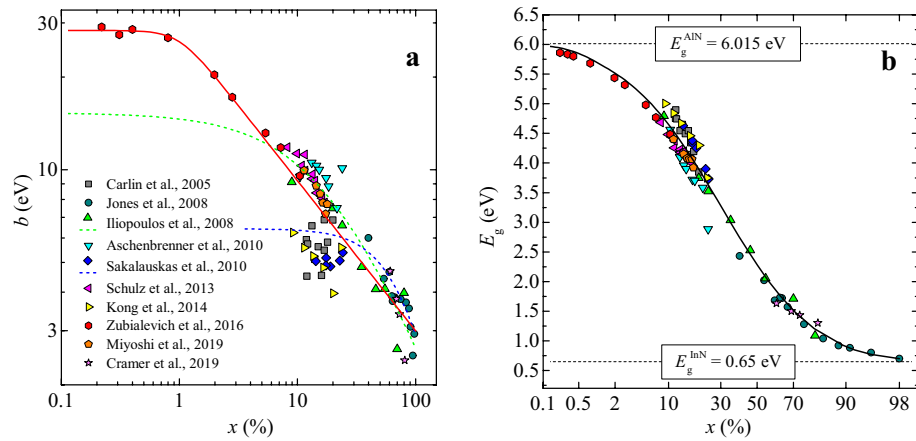 30
10
3
b (eV)
a
Carlin et al., 2005
Jones et al., 2008
Iliopoulos et al., 2008
Aschenbrenner et al., 2010
Sakalauskas et al., 2010
Schulz et al., 2013
Kong et al., 2014
Zubialevich et al., 2016
Miyoshi et al., 2019
Cramer et al., 2019
0.1 1 10 100
x (%)
6.5
6.0
5.5
5.0
4.5
4.0
3.5
3.0
2.5
2.0
1.5
1.0
0.5
E_g (eV)
E_g^AlN = 6.015 eV
b
E_g^InN = 0.65 eV
0.1 0.5 2 10 30 50 70 90 98
x (%)